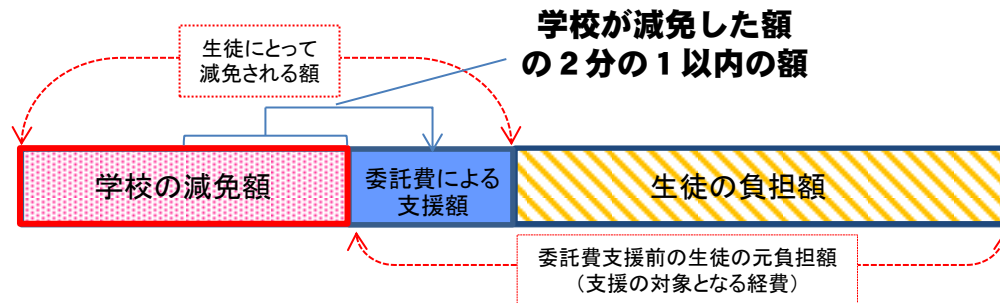 学校が減免した額
の２分の１以内の額
生徒にとって
減免される額
学校の減免額
委託費による
支援額
生徒の負担額
委託費支援前の生徒の元負担額
（支援の対象となる経費）